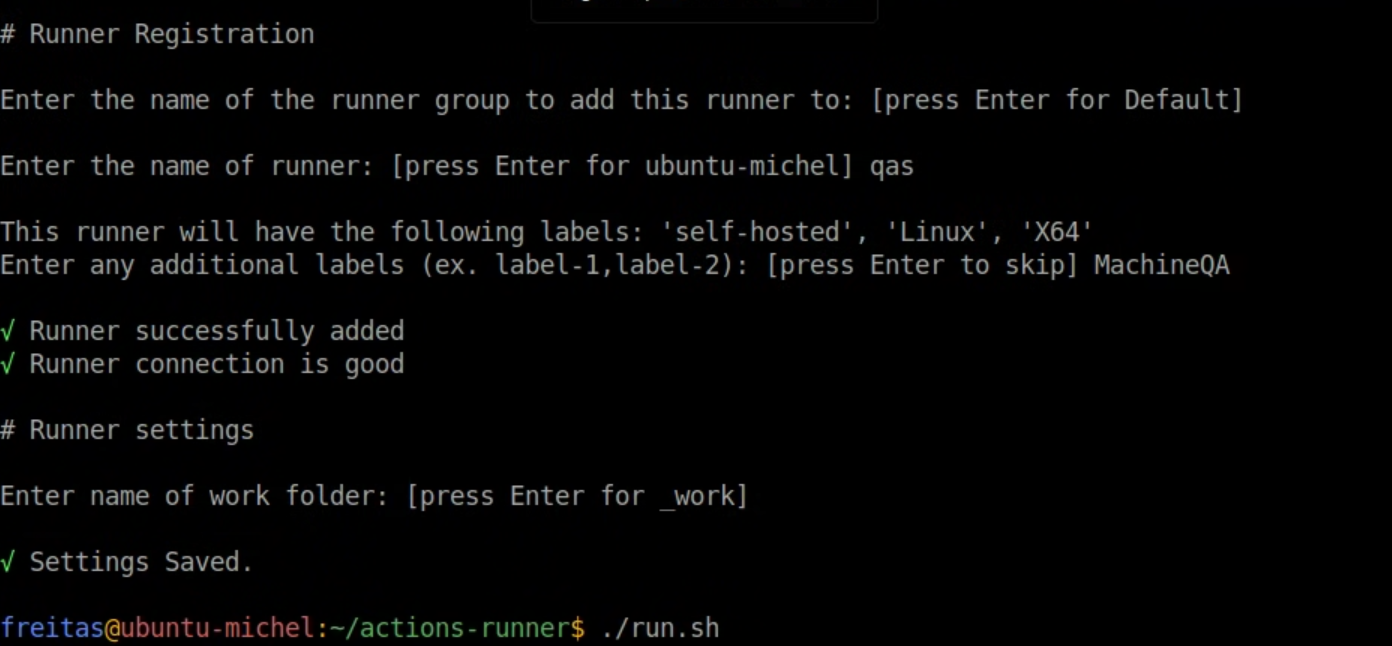 # Runner Registration
Enter the name of the runner group to add this runner to: [press Enter for Default]
Enter the name of runner: [press Enter for ubuntu-michel] qas
This runner will have the following labels: 'self-hosted', 'Linux', 'X64'
Enter any additional labels (ex. label-1,label-2): [press Enter to skip] MachineQA
√ Runner successfully added
√ Runner connection is good
# Runner settings
Enter name of work folder: [press Enter for _work]
√ Settings Saved.
freitas@ubuntu-michel:~/actions-runner$ ./run.sh